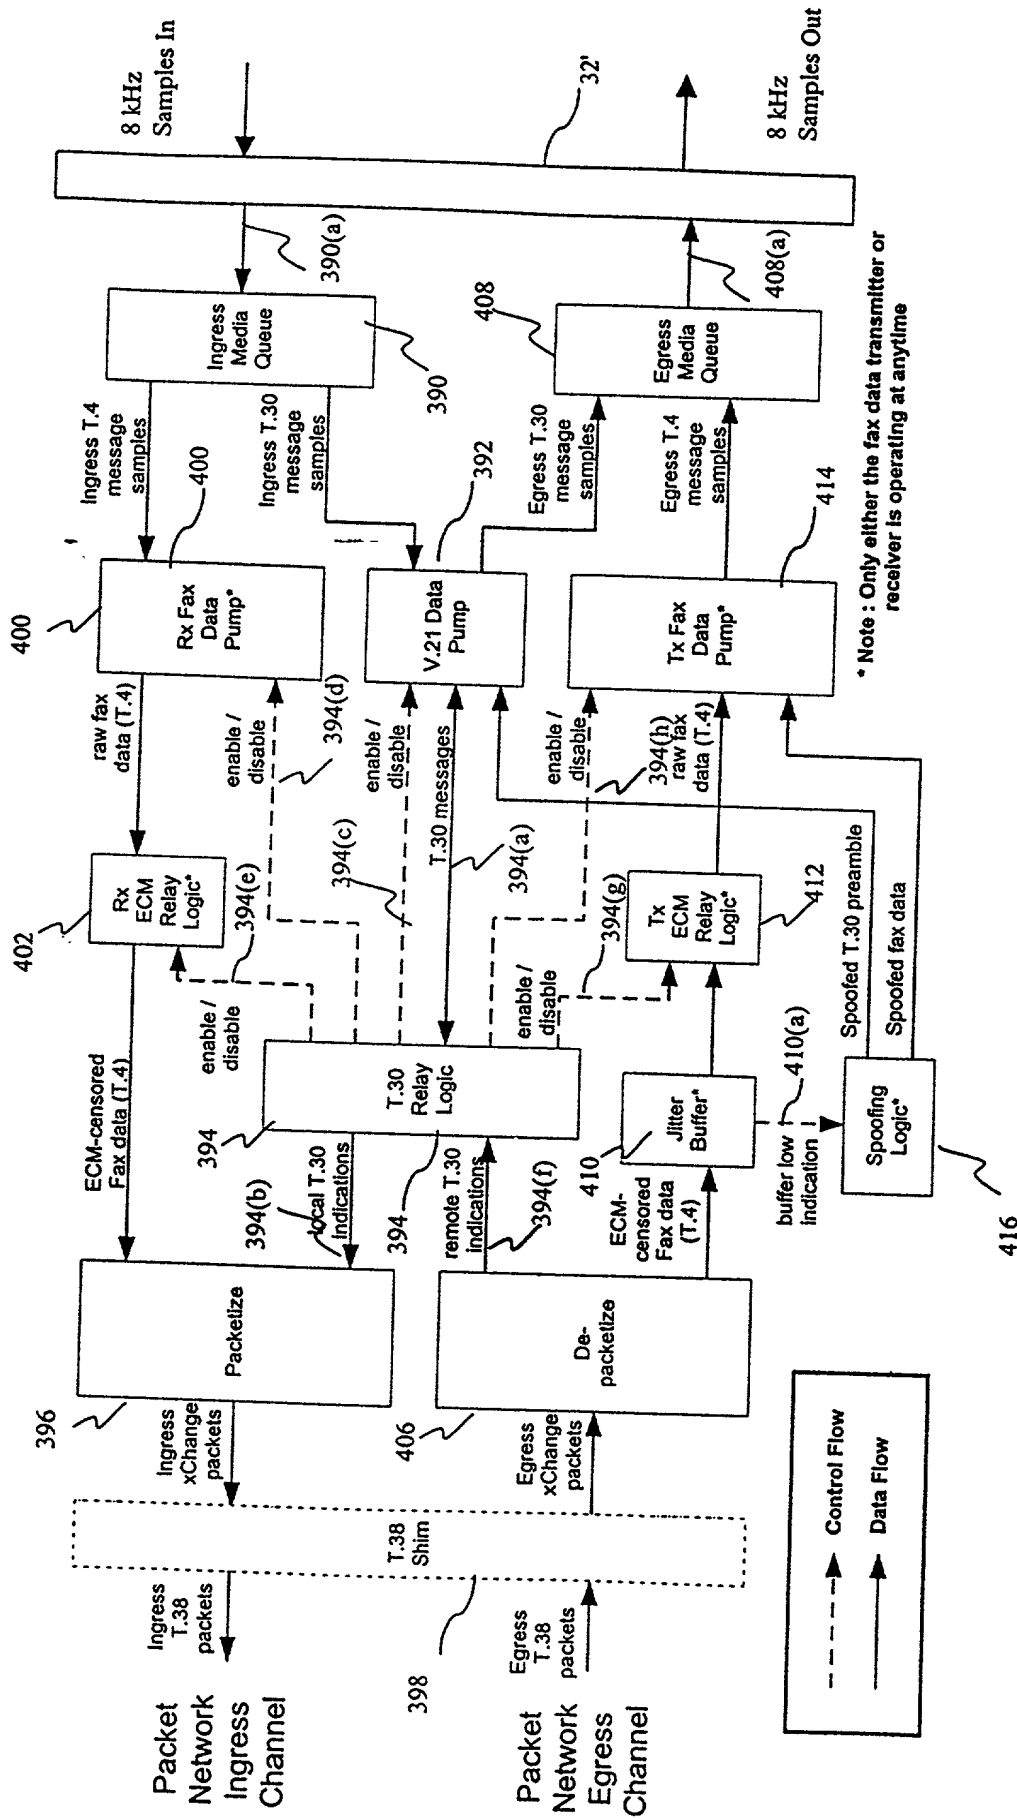 8 kHz
Samples In
8 kHz
Samples Out
32'
390(a)
408(a)
Ingress
Media
Queue
390
408
Egress
Media
Queue
Ingress T.4
message
samples
Ingress T.30
message
samples
Egress T.30
message
samples
Egress T.4
message
samples
400
400
392
414
Rx Fax
Data
Pump*
V.21 Data
Pump
Tx Fax
Data
Pump*
* Note : Only either the fax data transmitter or
receiver is operating at anytime
raw fax
data (T.4)
enable /
disable
394(d)
enable /
disable
T.30 messages
enable /
disable
394(h)
raw fax
data (T.4)
Rx
ECM
Relay
Logic*
402
394(e)
394(c)
394(a)
394(g)
Tx
ECM
Relay
Logic*
412
enable /
disable
enable /
disable
Spoofed T.30 preamble
Spoofed fax data
ECM-censored
Fax data (T.4)
394
T.30
Relay
Logic
394
394(b)
local T.30
Indications
remote T.30
indications
394(f)
410
Jitter
Buffer*
410(a)
buffer low
indication
Spoofing
Logic*
416
ECM-
censored
Fax data
(T.4)
Packetize
396
De-
packetize
406
Ingress
xChange
packets
Egress
xChange
packets
T.38
Shim
398
Ingress
T.38
packets
Egress
T.38
packets
Packet
Network
Ingress
Channel
Packet
Network
Egress
Channel
Control Flow
Data Flow